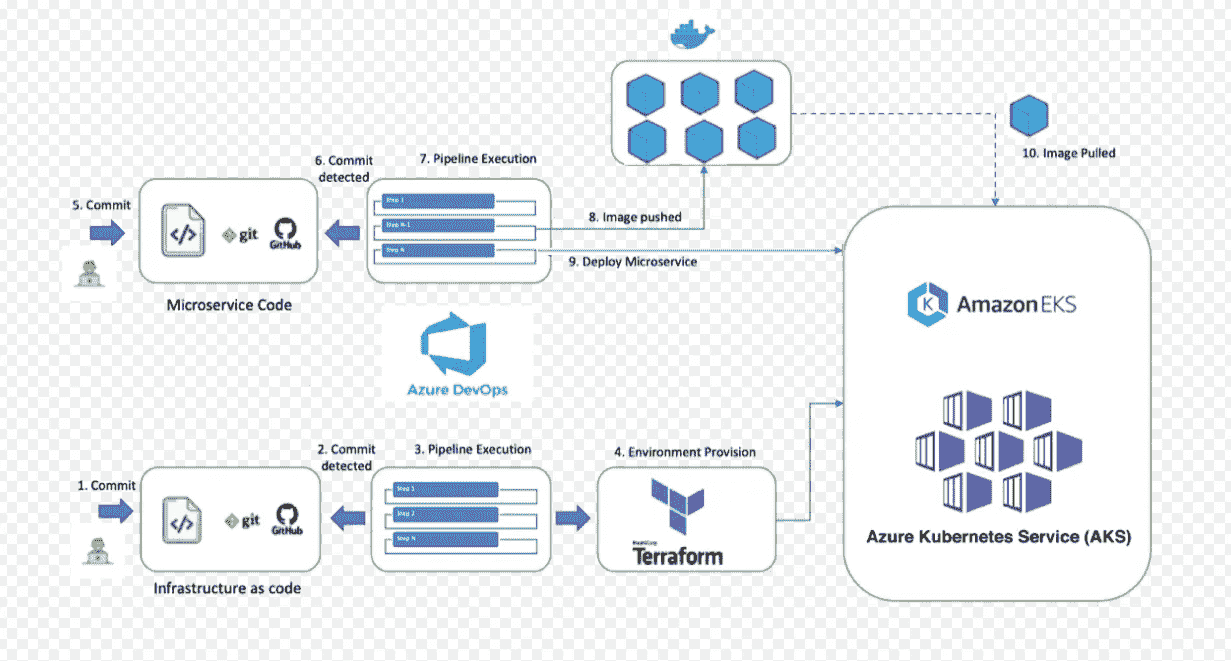 6. Commit
detected
7. Pipeline Execution
10. Image Pulled
5. Commit
Step 1
8. Image pushed
</>
git
GitHub
Step N-1
Step N
9. Deploy Microservice
Microservice Code
Amazon EKS
K
Azure DevOps
2. Commit
detected
3. Pipeline Execution
4. Environment Provision
1. Commit
Step 1
</>
git
GitHub
Step 2
Step N
HashiCorp
Terraform
Azure Kubernetes Service (AKS)
Infrastructure as code